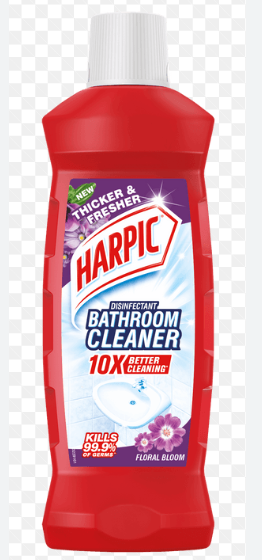 NEW
THICKER &
FRESHER
HARPIC
DISINFECTANT
BATHROOM
CLEANER
10X BETTER
CLEANING*
KILLS
99.9%
OF GERMS*
FLORAL BLOOM